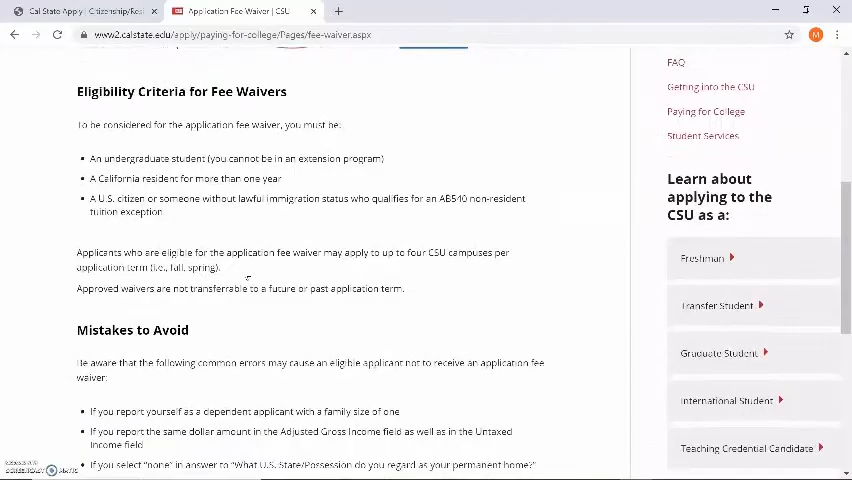 Cal State Apply | Citizenship/Resi
Application Fee Waiver | CSU
www2.calstate.edu/apply/paying-for-college/Pages/fee-waiver.aspx
M
Eligibility Criteria for Fee Waivers
To be considered for the application fee waiver, you must be:
An undergraduate student (you cannot be in an extension program)
A California resident for more than one year
A U.S. citizen or someone without lawful immigration status who qualifies for an AB540 non-resident
tuition exception
Applicants who are eligible for the application fee waiver may apply to up to four CSU campuses per
application term (i.e., fall, spring).
Approved waivers are not transferrable to a future or past application term.
Mistakes to Avoid
Be aware that the following common errors may cause an eligible applicant not to receive an application fee
waiver:
If you report yourself as a dependent applicant with a family size of one
If you report the same dollar amount in the Adjusted Gross Income field as well as in the Untaxed
Income field
If you select “none” in answer to “What U.S. State/Possession do you regard as your permanent home?”
FAQ
Getting into the CSU
Paying for College
Student Services
Learn about
applying to the
CSU as a:
Freshman
Transfer Student
Graduate Student
International Student
Teaching Credential Candidate
SCREENCAST MATIC